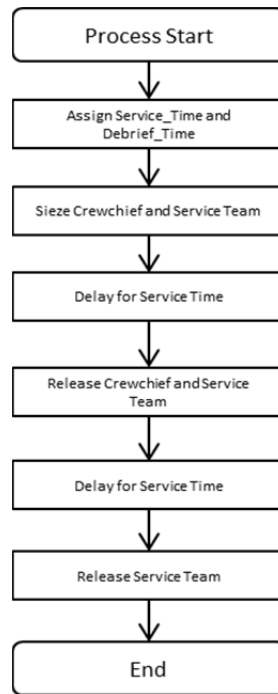 Process Start
Assign Service_Time and
Debrief_Time
Sieze Crewchief and Service Team
Delay for Service Time
Release Crewchief and Service
Team
Delay for Service Time
Release Service Team
End